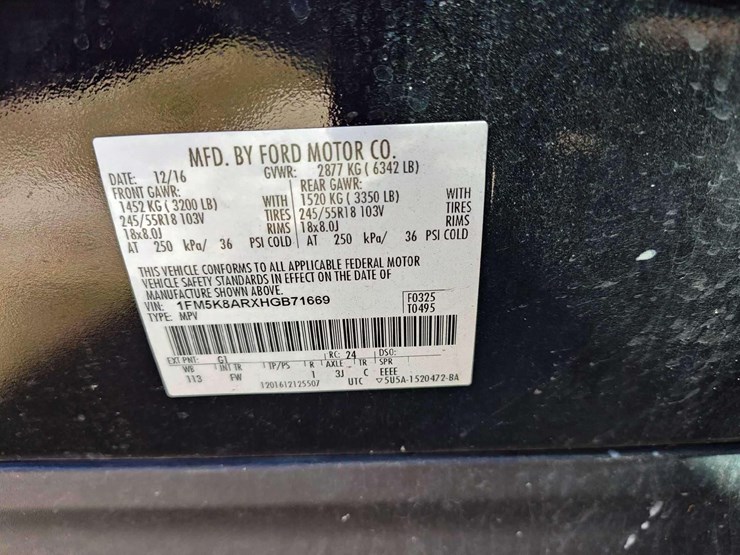 MFD. BY FORD MOTOR CO.
DATE: 12/16 GVWR: 2877 KG ( 6342 LB)
FRONT GAWR: REAR GAWR:
1452 KG ( 3200 LB) WITH 1520 KG ( 3350 LB) WITH
245/55R18 103V TIRES 245/55R18 103V TIRES
18x8.0J RIMS 18x8.0J RIMS
AT 250 kPa/ 36 PSI COLD AT 250 kPa/ 36 PSI COLD
THIS VEHICLE CONFORMS TO ALL APPLICABLE FEDERAL MOTOR
VEHICLE SAFETY STANDARDS IN EFFECT ON THE DATE OF
MANUFACTURE SHOWN ABOVE.
VIN: 1FM5K8ARXHGB71669 F0325
TYPE: MPV T0495
EXT PNT: G1 RC: 24 DSO:
WB INT TR TP/PS R AXLE TR SPR
113 FW 1 3J C EEEE
1201612125507 UTC ▽5U5A-1520472-BA